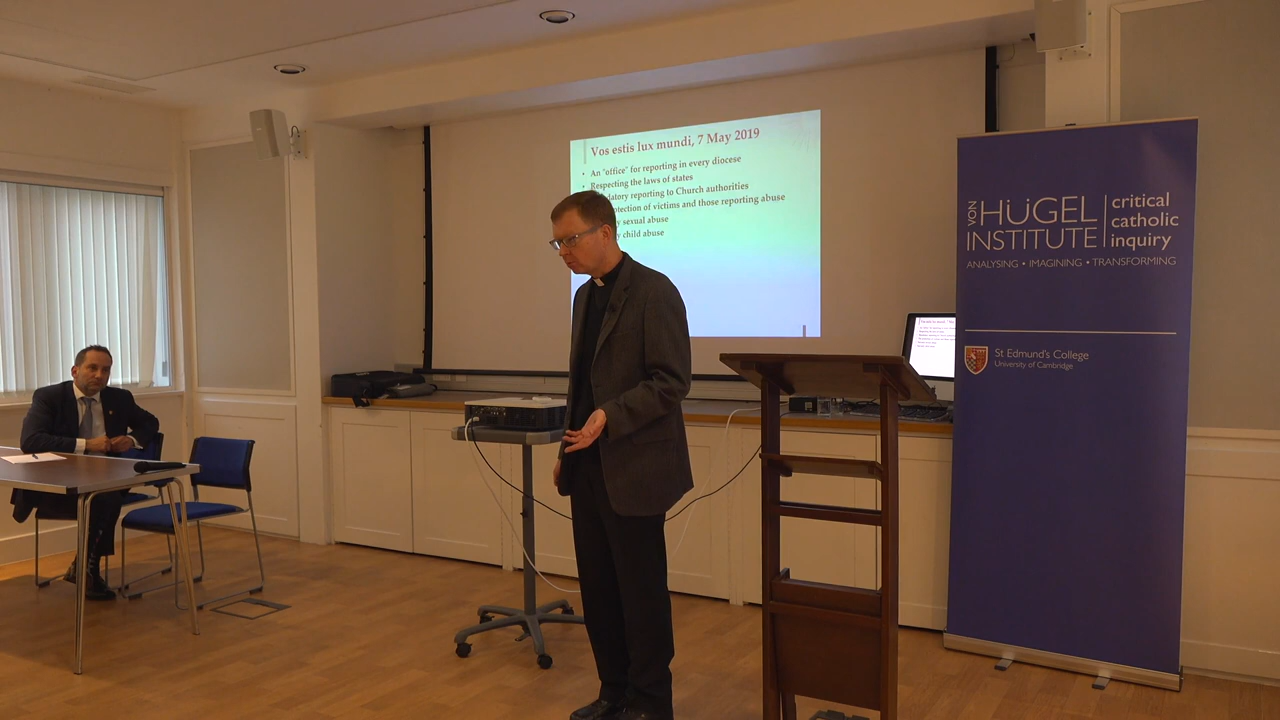 Vos estis lux mundi, 7 May 2019
• An "office" for reporting in every diocese
• Respecting the laws of states
to Church authorities
of victims and those reporting abuse
sexual abuse
child abuse
VON HÜGEL INSTITUTE
critical catholic inquiry
ANALYSING • IMAGINING • TRANSFORMING
St Edmund's College
University of Cambridge